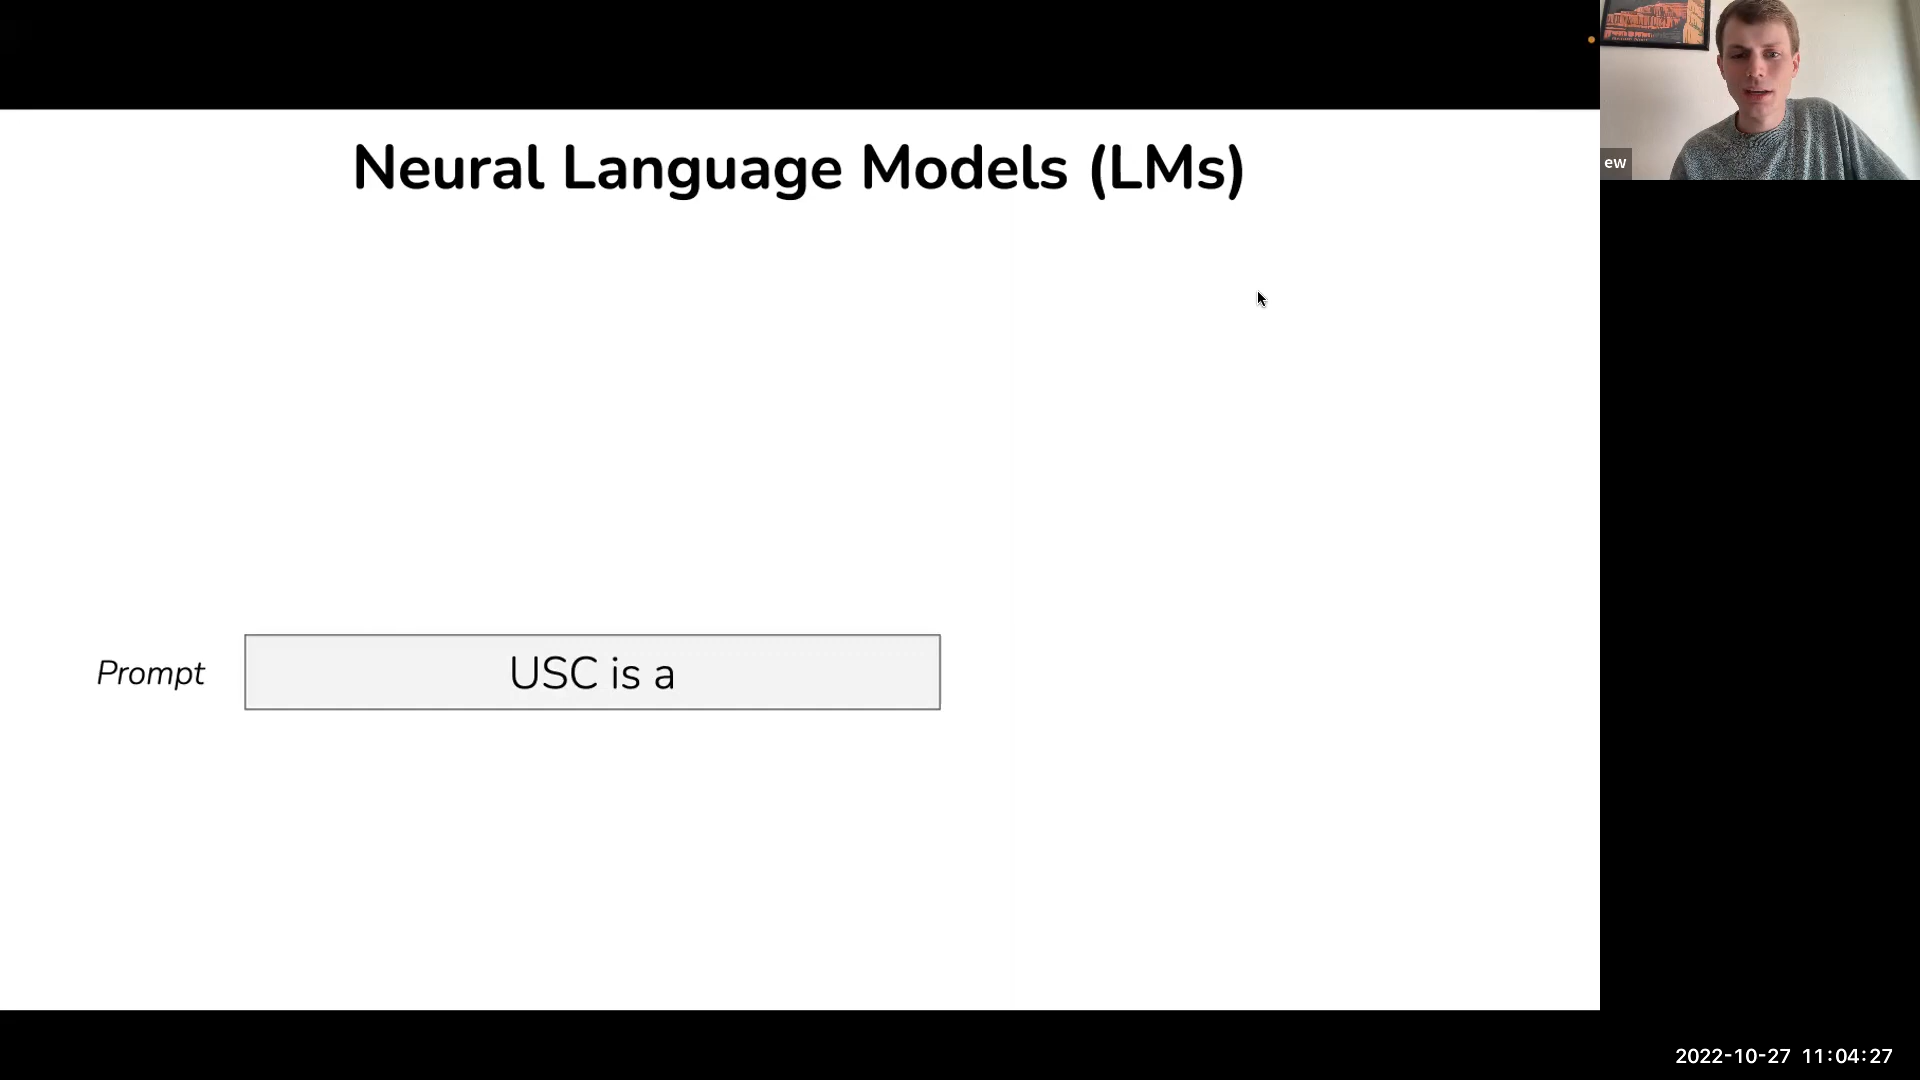 Neural Language Models (LMs)
ew
Prompt
USC is a
2022-10-27 11:04:27